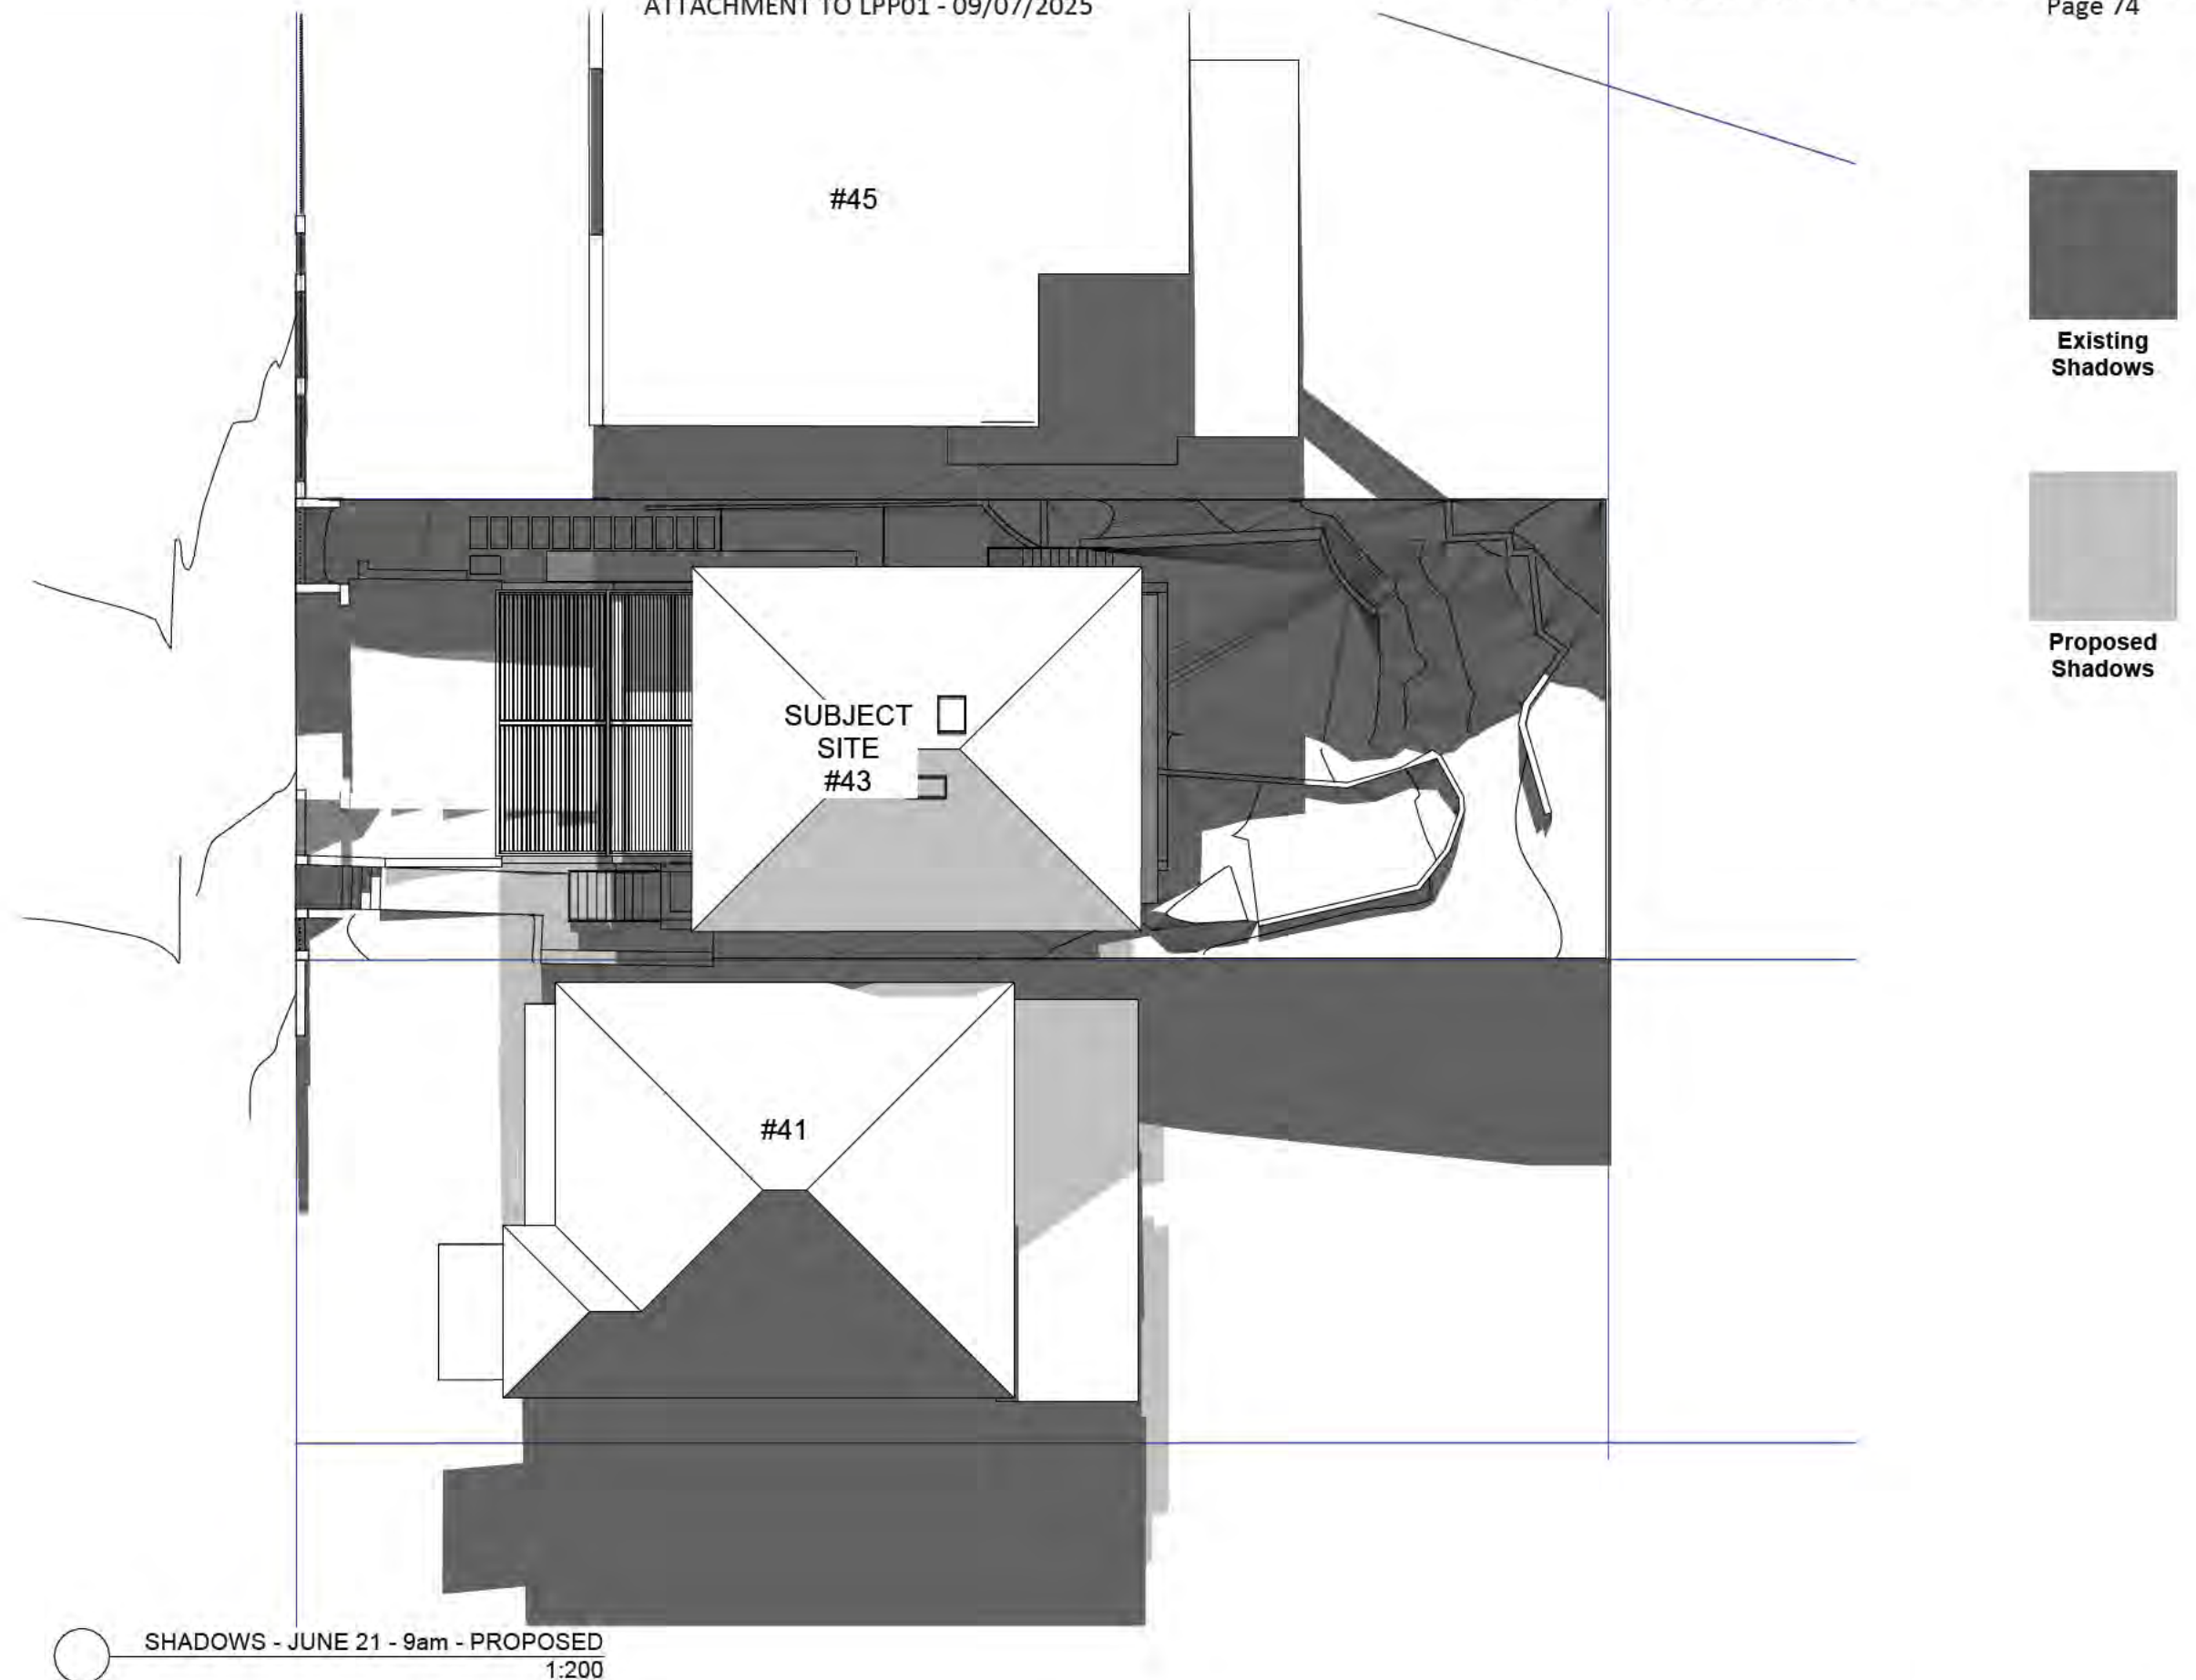 ATTACHMENT TO LPP01 - 09/07/2025
Page 74
#45
Existing
Shadows
Proposed
Shadows
SUBJECT
SITE
#43
#41
SHADOWS - JUNE 21 - 9am - PROPOSED
1:200